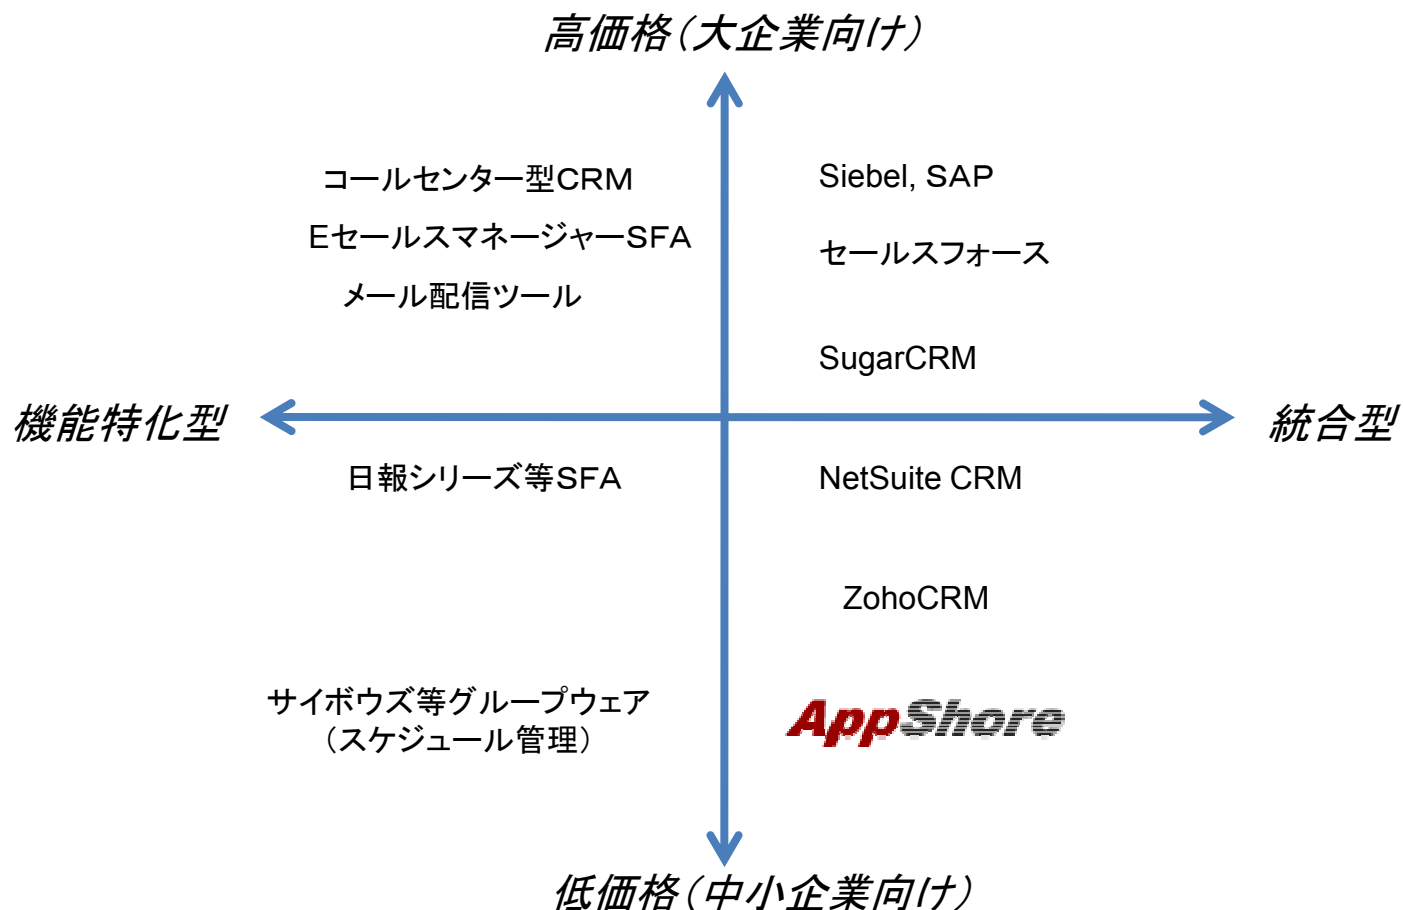 高価格（大企業向け）
コールセンター型CRM
Siebel, SAP
Eセールスマネージャーズ SFA
セールスフォース
メール配信ツール
SugarCRM
機能特化型
統合型
日報シリーズ等SFA
NetSuite CRM
ZohoCRM
サイボウズ等グループウェア
（スケジュール管理）
AppShore
低価格（中小企業向け）